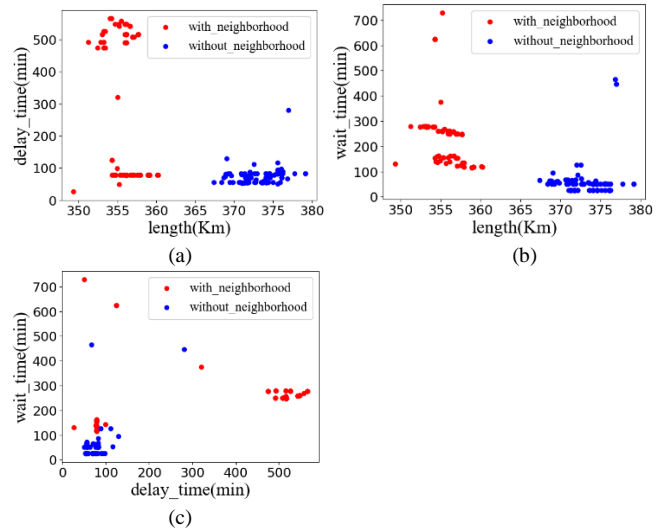 with_neighborhood
without_neighborhood
delay_time(min)
500
400
300
200
100
0
350 355 360 365 370 375 380
length(Km)
(a)
with_neighborhood
without_neighborhood
wait_time(min)
700
600
500
400
300
200
100
0
350 355 360 365 370 375 380
length(Km)
(b)
with_neighborhood
without_neighborhood
wait_time(min)
700
600
500
400
300
200
100
0
0 100 200 300 400 500
delay_time(min)
(c)